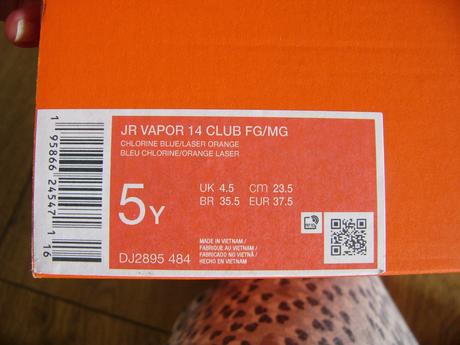 JR VAPOR 14 CLUB FG/MG
CHLORINE BLUE/LASER ORANGE
BLEU CHLORINE/ORANGE LASER
5Y
UK 4.5 CM 23.5
BR 35.5 EUR 37.5
MADE IN VIETNAM/
FABRIQUE AU VIETNAM/
FABRICADO NO VIETNÃ/
HECHO EN VIETNAM
DJ2895 484
1 95866 24547 1 16